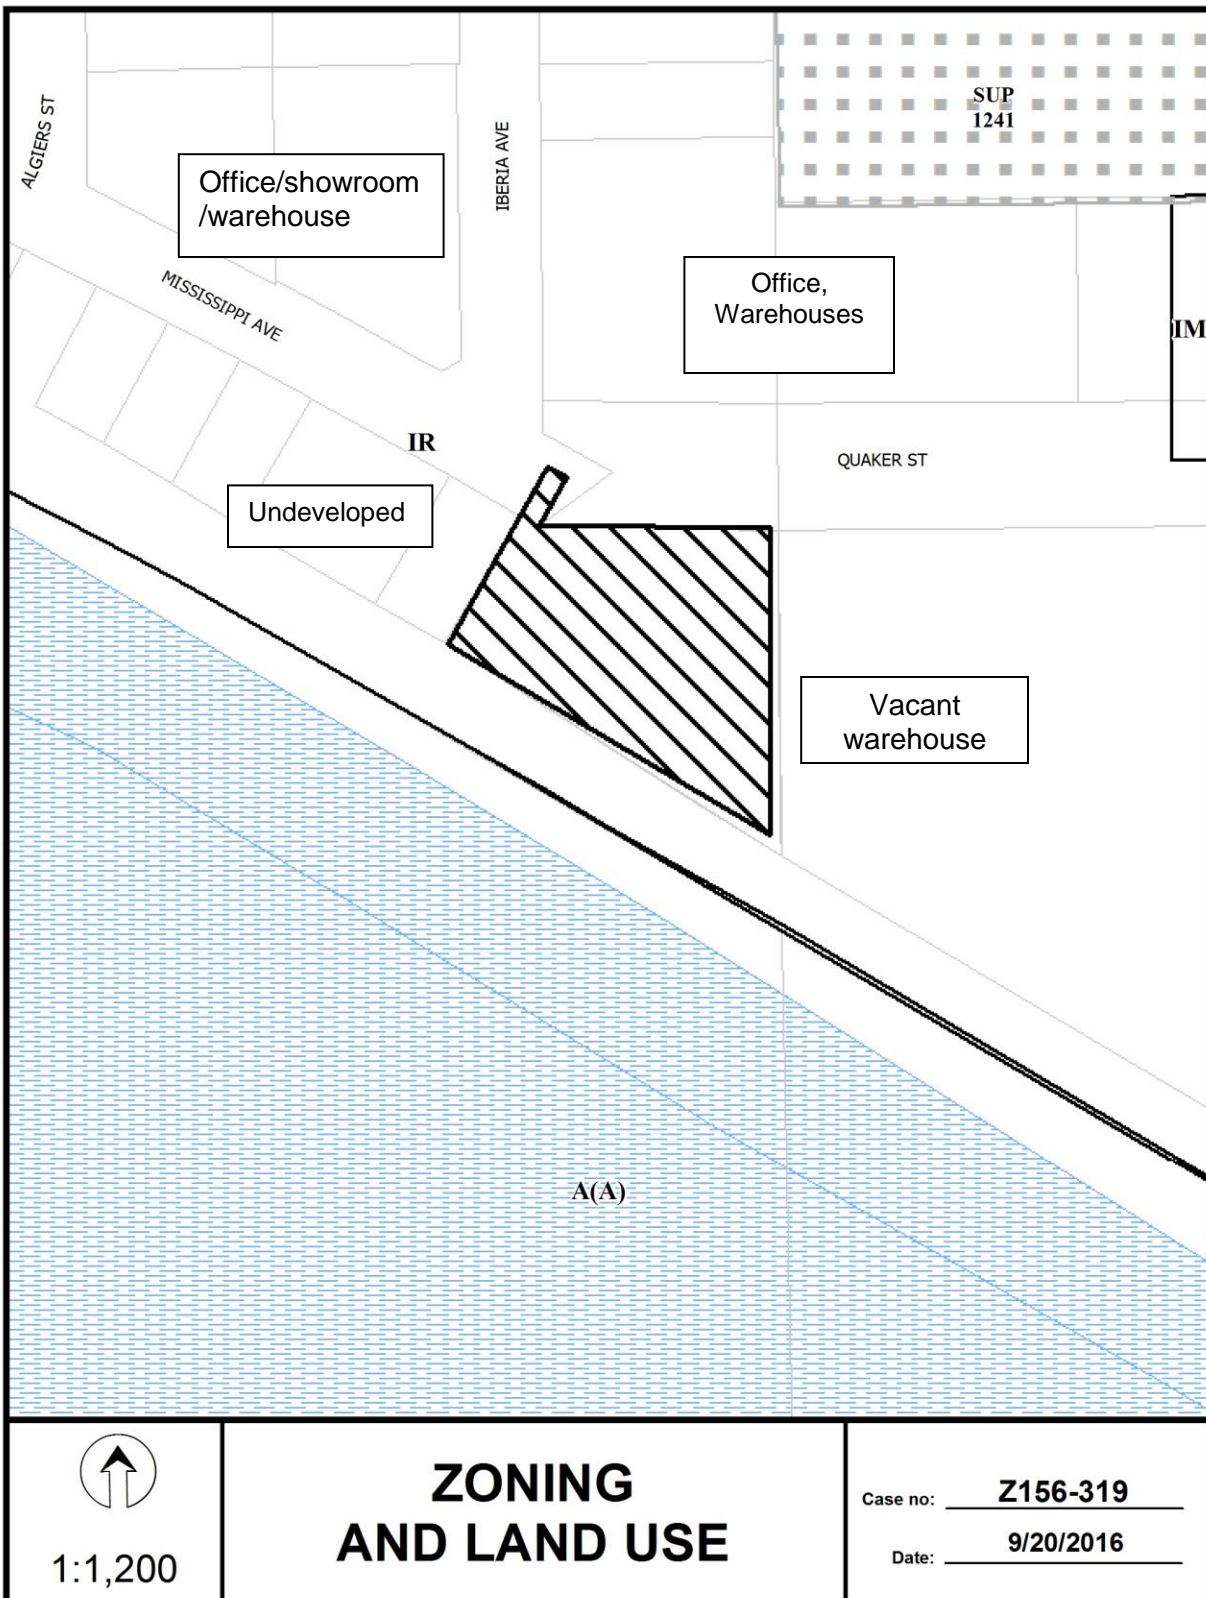 SUP
1241
ALGIERS ST
IBERIA AVE
Office/showroom
/warehouse
MISSISSIPPI AVE
Office,
Warehouses
IM
IR
QUAKER ST
Undeveloped
Vacant
warehouse
A(A)
1:1,200
ZONING
AND LAND USE
Case no: Z156-319
Date: 9/20/2016